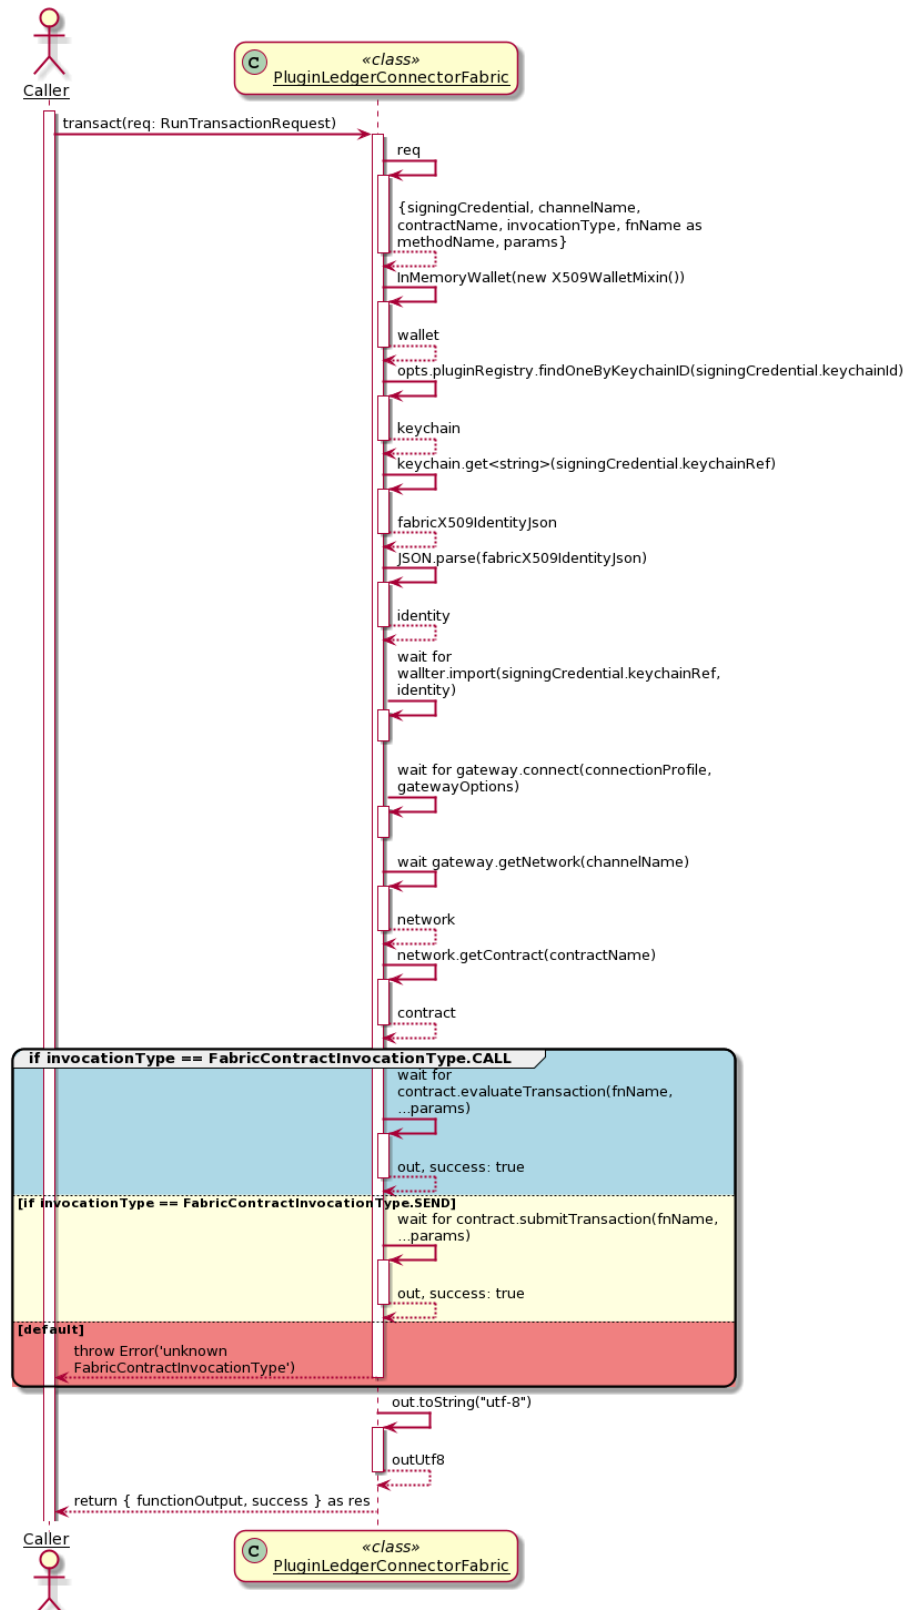 Caller
C
«class»
PluginLedgerConnectorFabric
transact(req: RunTransactionRequest)
req
{signingCredential, channelName,
contractName, invocationType, fnName as
methodName, params}
InMemoryWallet(new X509WalletMixin())
wallet
opts.pluginRegistry.findOneByKeychainID(signingCredential.keychainId)
keychain
keychain.get<string>(signingCredential.keychainRef)
fabricX509IdentityJson
JSON.parse(fabricX509IdentityJson)
identity
wait for
wallter.import(signingCredential.keychainRef,
identity)
wait for gateway.connect(connectionProfile,
gatewayOptions)
wait gateway.getNetwork(channelName)
network
network.getContract(contractName)
contract
if invocationType == FabricContractInvocationType.CALL
wait for
contract.evaluateTransaction(fnName,
...params)
out, success: true
[if invocationType == FabricContractInvocationType.SEND]
wait for contract.submitTransaction(fnName,
...params)
out, success: true
[default]
throw Error('unknown
FabricContractInvocationType')
out.toString("utf-8")
outUtf8
return { functionOutput, success } as res
Caller
C
«class»
PluginLedgerConnectorFabric